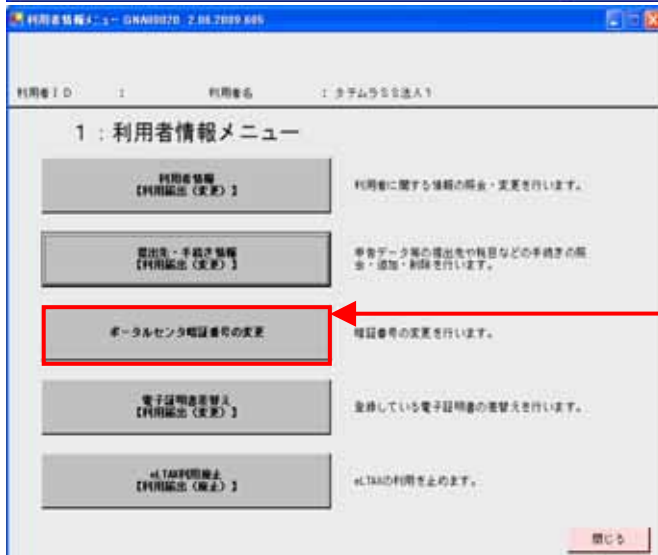 利用者情報メニュー GNA00020 2.06.2009.605
利用者ID : 利用者名 : タテムラSS法人1
1:利用者情報メニュー
利用者情報
【利用届出(変更)】
利用者に関する情報の照会・変更を行います。
提出先・手続き情報
【利用届出(変更)】
申告データ等の提出先や税目などの手続きの照
会・追加・削除を行います。
ポータルセンタ暗証番号の変更
暗証番号の変更を行います。
電子証明書差替え
【利用届出(変更)】
登録している電子証明書の差替えを行います。
eLTAX利用廃止
【利用届出(廃止)】
eLTAXの利用を止めます。
閉じる